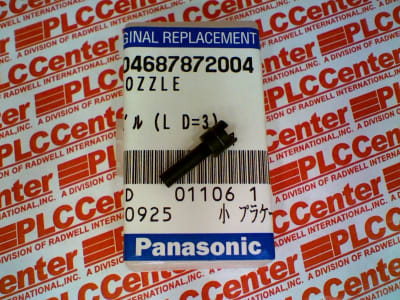 GINAL REPLACEMENT
04687872004
OZZLE
ル (L D=3)
D 01106 1
0925 小 プラケー
Panasonic
PLCCenter
A DIVISION OF RADWELL INTERNATIONAL, INC.